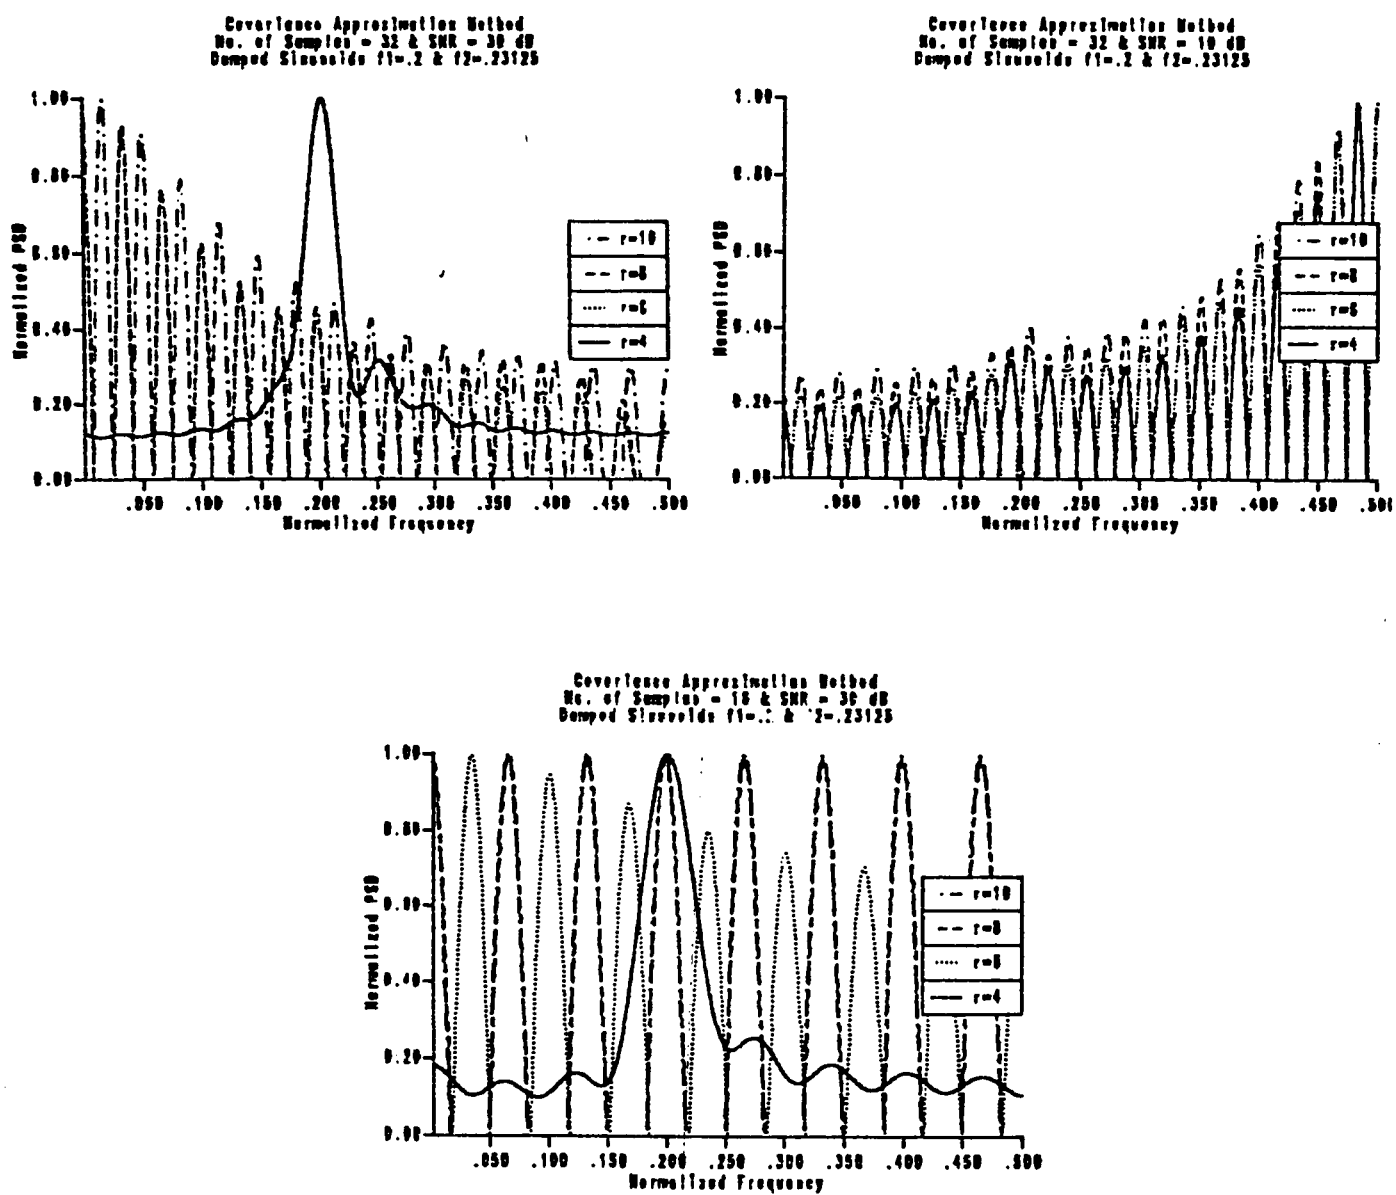 Covariance Approximation Method
No. of Samples = 32 & SNR = 30 dB
Damped Sinusoids f1=.2 & f2=.23125
1.00
0.80
0.60
0.40
0.20
0.00
Normalized PSD
r=10
r=8
r=6
r=4
.050 .100 .150 .200 .250 .300 .350 .400 .450 .500
Normalized Frequency
Covariance Approximation Method
No. of Samples = 32 & SNR = 10 dB
Damped Sinusoids f1=.2 & f2=.23125
1.00
0.80
0.60
0.40
0.20
0.00
Normalized PSD
r=10
r=8
r=6
r=4
.050 .100 .150 .200 .250 .300 .350 .400 .450 .500
Normalized Frequency
Covariance Approximation Method
No. of Samples = 16 & SNR = 30 dB
Damped Sinusoids & 2=.23125
1.00
0.80
0.60
0.40
0.20
0.00
Normalized PSD
r=10
r=8
r=6
r=4
.050 .100 .150 .200 .250 .300 .350 .400 .450 .500
Normalized Frequency